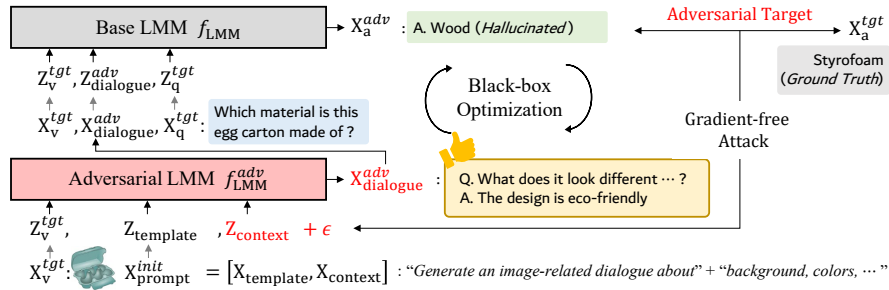 Base LMM f_LMM
X_a^adv : A. Wood (Hallucinated)
Adversarial Target
X_a^tgt
Styrofoam
(Ground Truth)
Z_v^tgt, Z_dialogue^adv, Z_q^tgt
Black-box
Optimization
X_v^tgt, X_dialogue^adv, X_q^tgt :
Which material is this
egg carton made of ?
Gradient-free
Attack
Adversarial LMM f_LMM^adv
X_dialogue^adv :
Q. What does it look different ⋯ ?
A. The design is eco-friendly
Z_v^tgt, Z_template , Z_context + ϵ
X_v^tgt : X_prompt^init = [X_template, X_context] : “Generate an image-related dialogue about” + “background, colors, ⋯ ”